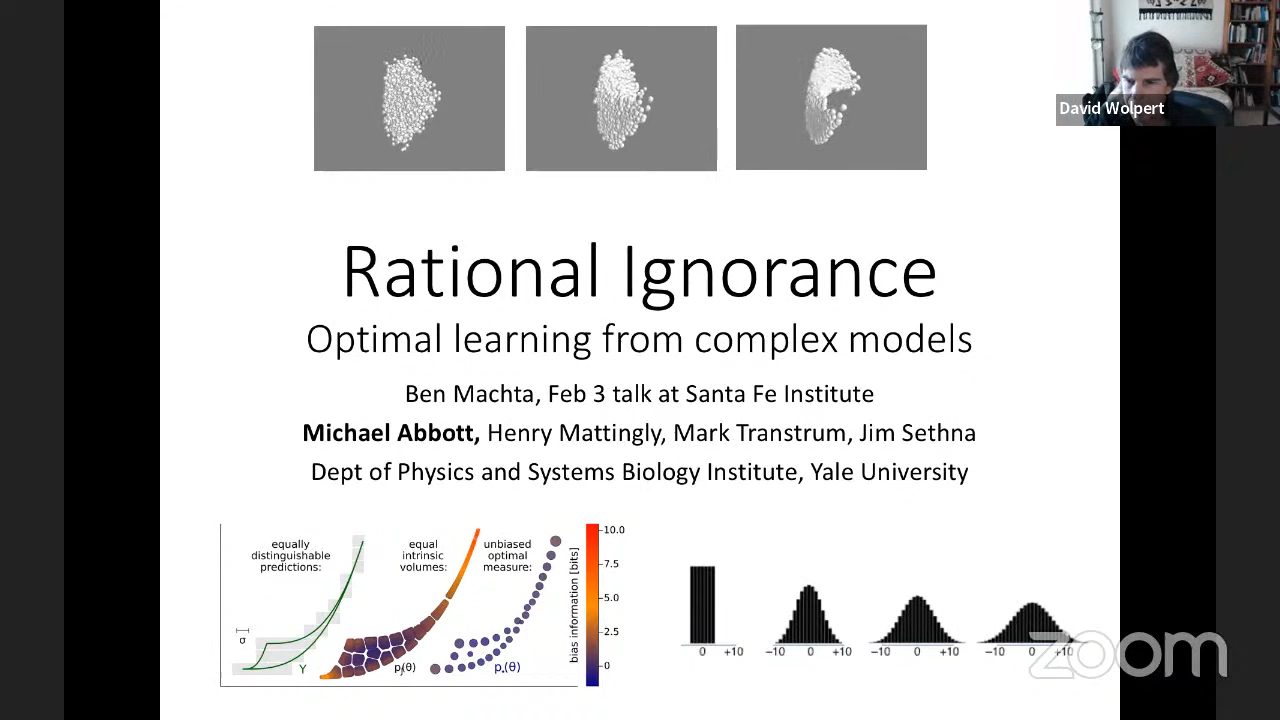 David Wolpert
Rational Ignorance
Optimal learning from complex models
Ben Machta, Feb 3 talk at Santa Fe Institute
Michael Abbott, Henry Mattingly, Mark Transtrum, Jim Sethna
Dept of Physics and Systems Biology Institute, Yale University
equally
distinguishable
predictions:
σ
Y
equal
intrinsic
volumes:
unbiased
optimal
measure:
bias information [bits]
10.0
7.5
5.0
2.5
0
0 +10
−10 0 +10
−10 0 +10
−10 0 +10
zoom